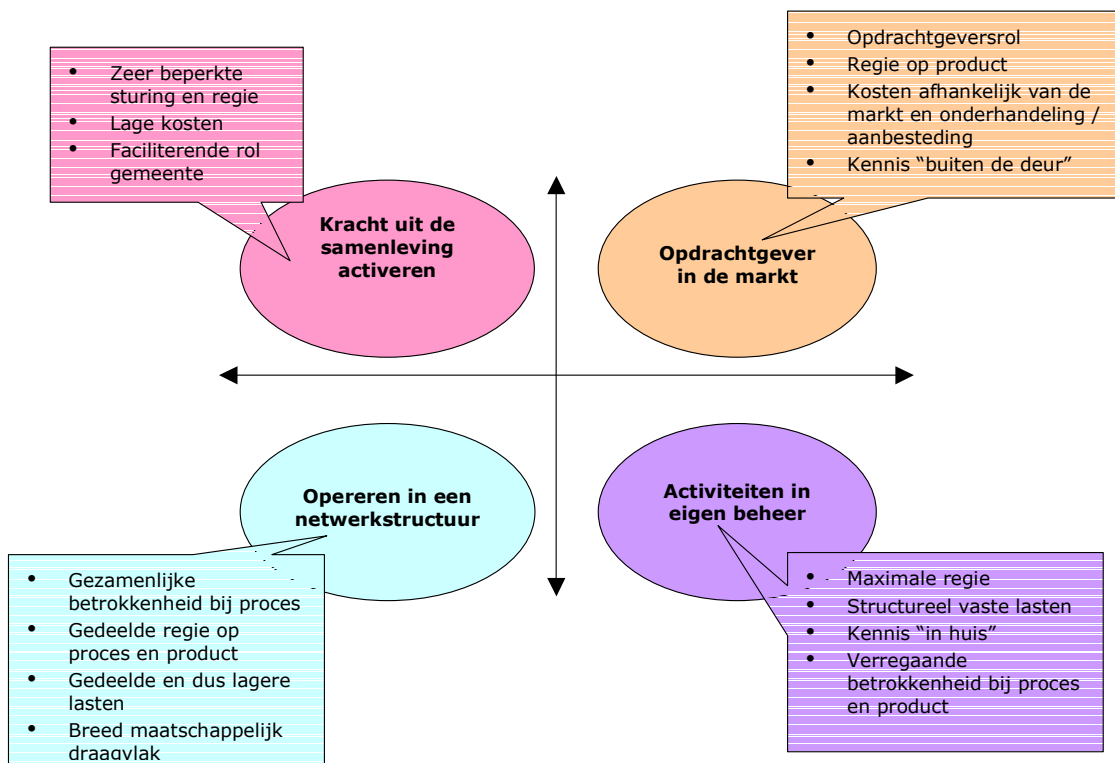 • Zeer beperkte
sturing en regie
• Lage kosten
• Faciliterende rol
gemeente
• Opdrachtgeversrol
• Regie op product
• Kosten afhankelijk van de
markt en onderhandeling /
aanbesteding
• Kennis “buiten de deur”
Kracht uit de
samenleving
activeren
Opdrachtgever
in de markt
Opereren in een
netwerkstructuur
Activiteiten in
eigen beheer
• Gezamenlijke
betrokkenheid bij proces
• Gedeelde regie op
proces en product
• Gedeelde en dus lagere
lasten
• Breed maatschappelijk
draagvlak
• Maximale regie
• Structureel vaste lasten
• Kennis “in huis”
• Verregaande
betrokkenheid bij proces
en product